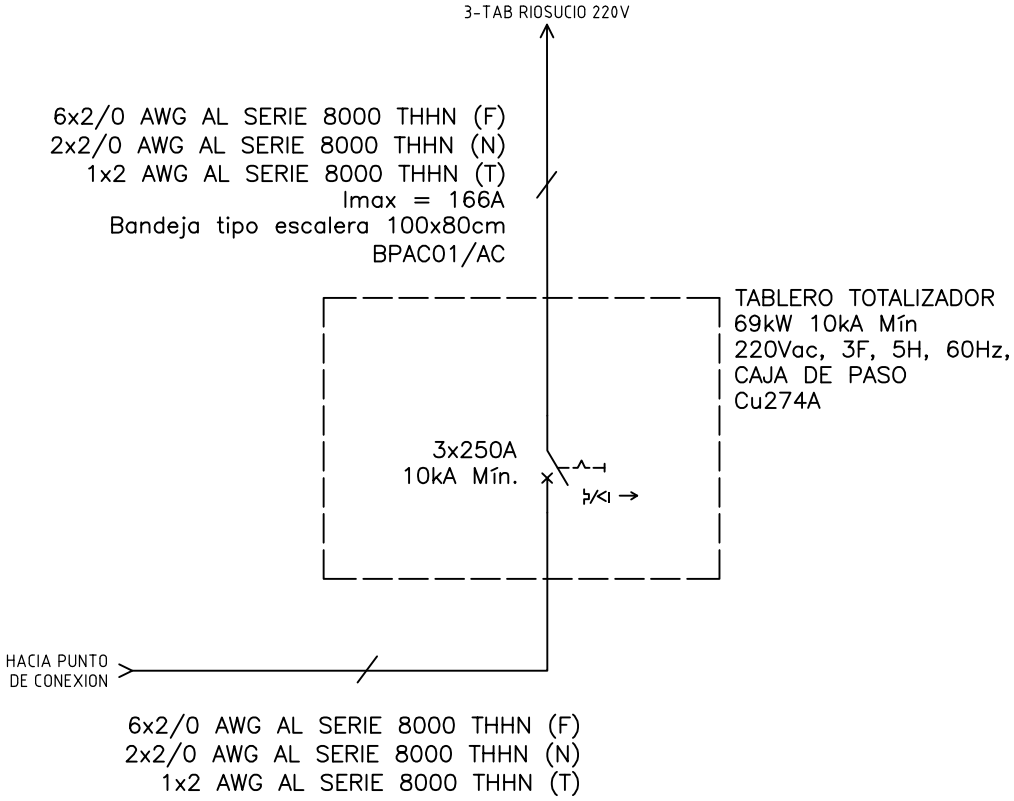 3-TAB RIOSUCIO 220V
6x2/0 AWG AL SERIE 8000 THHN (F)
2x2/0 AWG AL SERIE 8000 THHN (N)
1x2 AWG AL SERIE 8000 THHN (T)
Imax = 166A
Bandeja tipo escalera 100x80cm
BPAC01/AC
TABLERO TOTALIZADOR
69kW 10kA Mín
220Vac, 3F, 5H, 60Hz,
CAJA DE PASO
Cu274A
3x250A
10kA Mín.
HACIA PUNTO
DE CONEXION
6x2/0 AWG AL SERIE 8000 THHN (F)
2x2/0 AWG AL SERIE 8000 THHN (N)
1x2 AWG AL SERIE 8000 THHN (T)